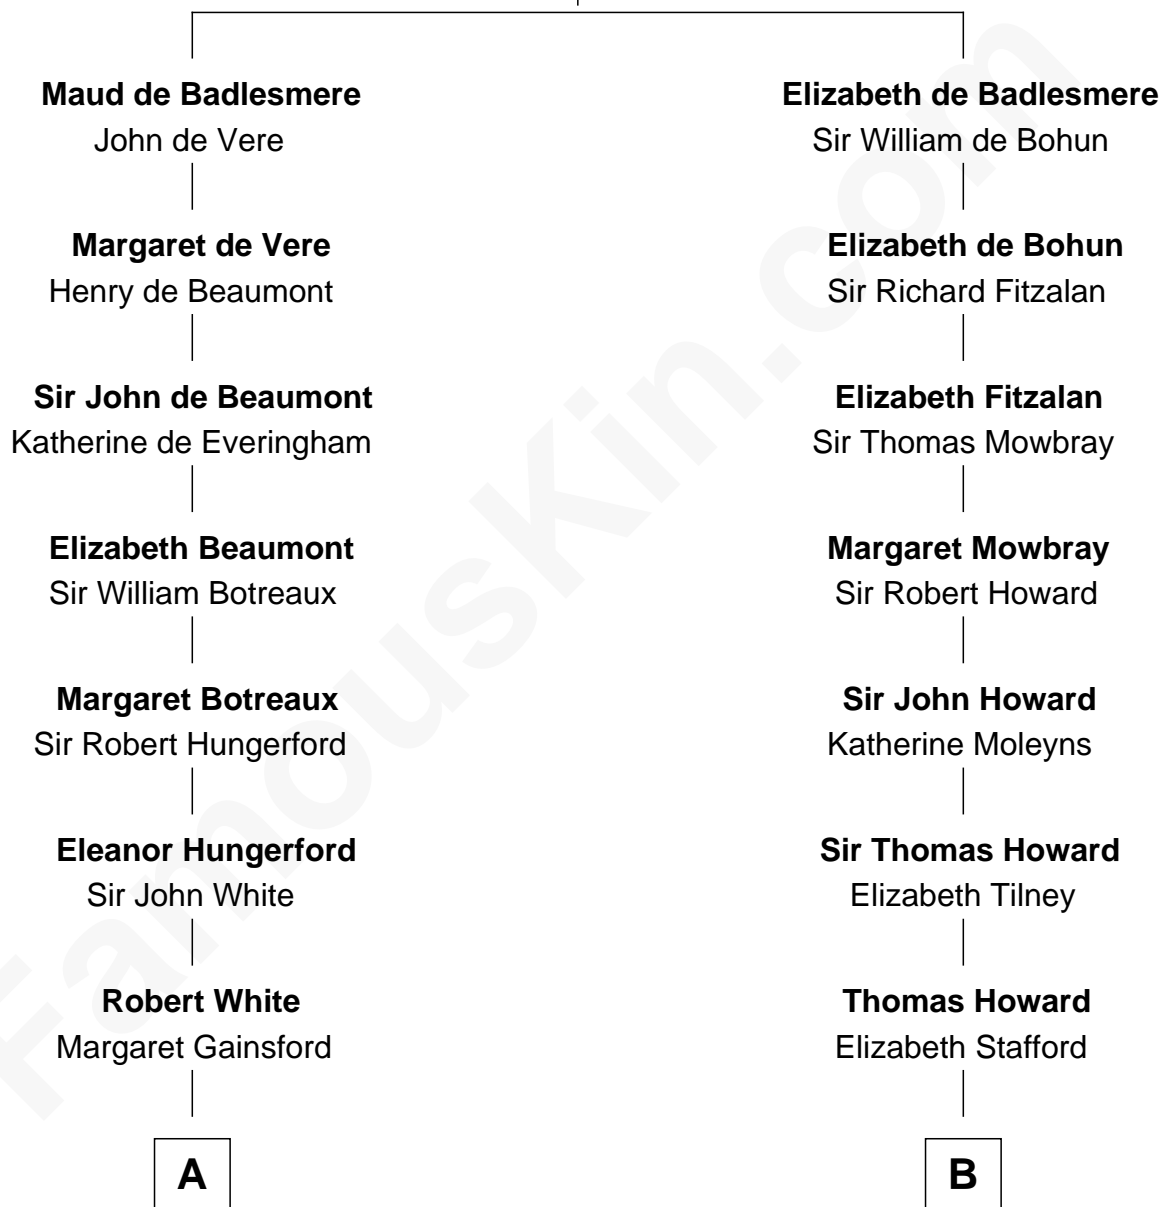 Maud de Badlesmere
John de Vere
Margaret de Vere
Henry de Beaumont
Sir John de Beaumont
Katherine de Everingham
Elizabeth Beaumont
Sir William Botreaux
Margaret Botreaux
Sir Robert Hungerford
Eleanor Hungerford
Sir John White
Robert White
Margaret Gainsford
A
Elizabeth de Badlesmere
Sir William de Bohun
Elizabeth de Bohun
Sir Richard Fitzalan
Elizabeth Fitzalan
Sir Thomas Mowbray
Margaret Mowbray
Sir Robert Howard
Sir John Howard
Katherine Moleyns
Sir Thomas Howard
Elizabeth Tilney
Thomas Howard
Elizabeth Stafford
B
FamousKin.com